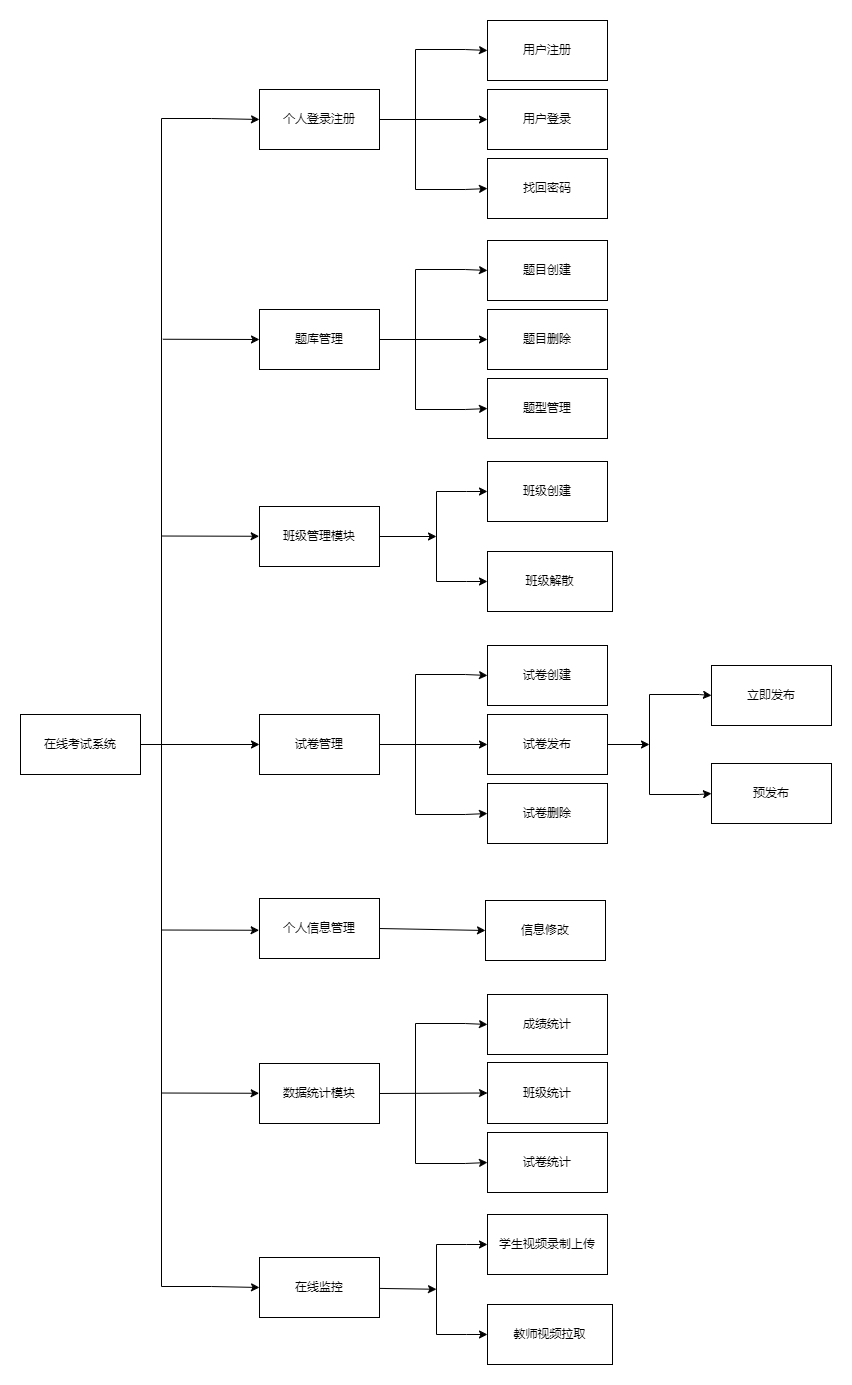 在线考试系统
个人登录注册
用户注册
用户登录
找回密码
题库管理
题目创建
题目删除
题型管理
班级管理模块
班级创建
班级解散
试卷管理
试卷创建
试卷发布
立即发布
预发布
试卷删除
个人信息管理
信息修改
数据统计模块
成绩统计
班级统计
试卷统计
在线监控
学生视频录制上传
教师视频拉取